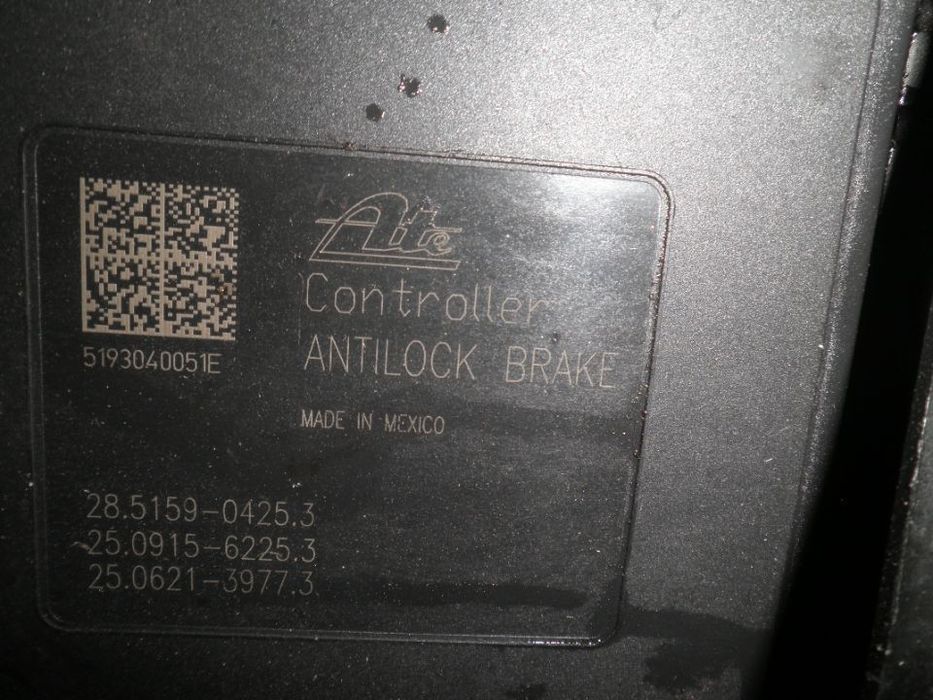 Ate
Controller
ANTILOCK BRAKE
5193040051E
MADE IN MEXICO
28.5159-0425.3
25.0915-6225.3
25.0621-3977.3